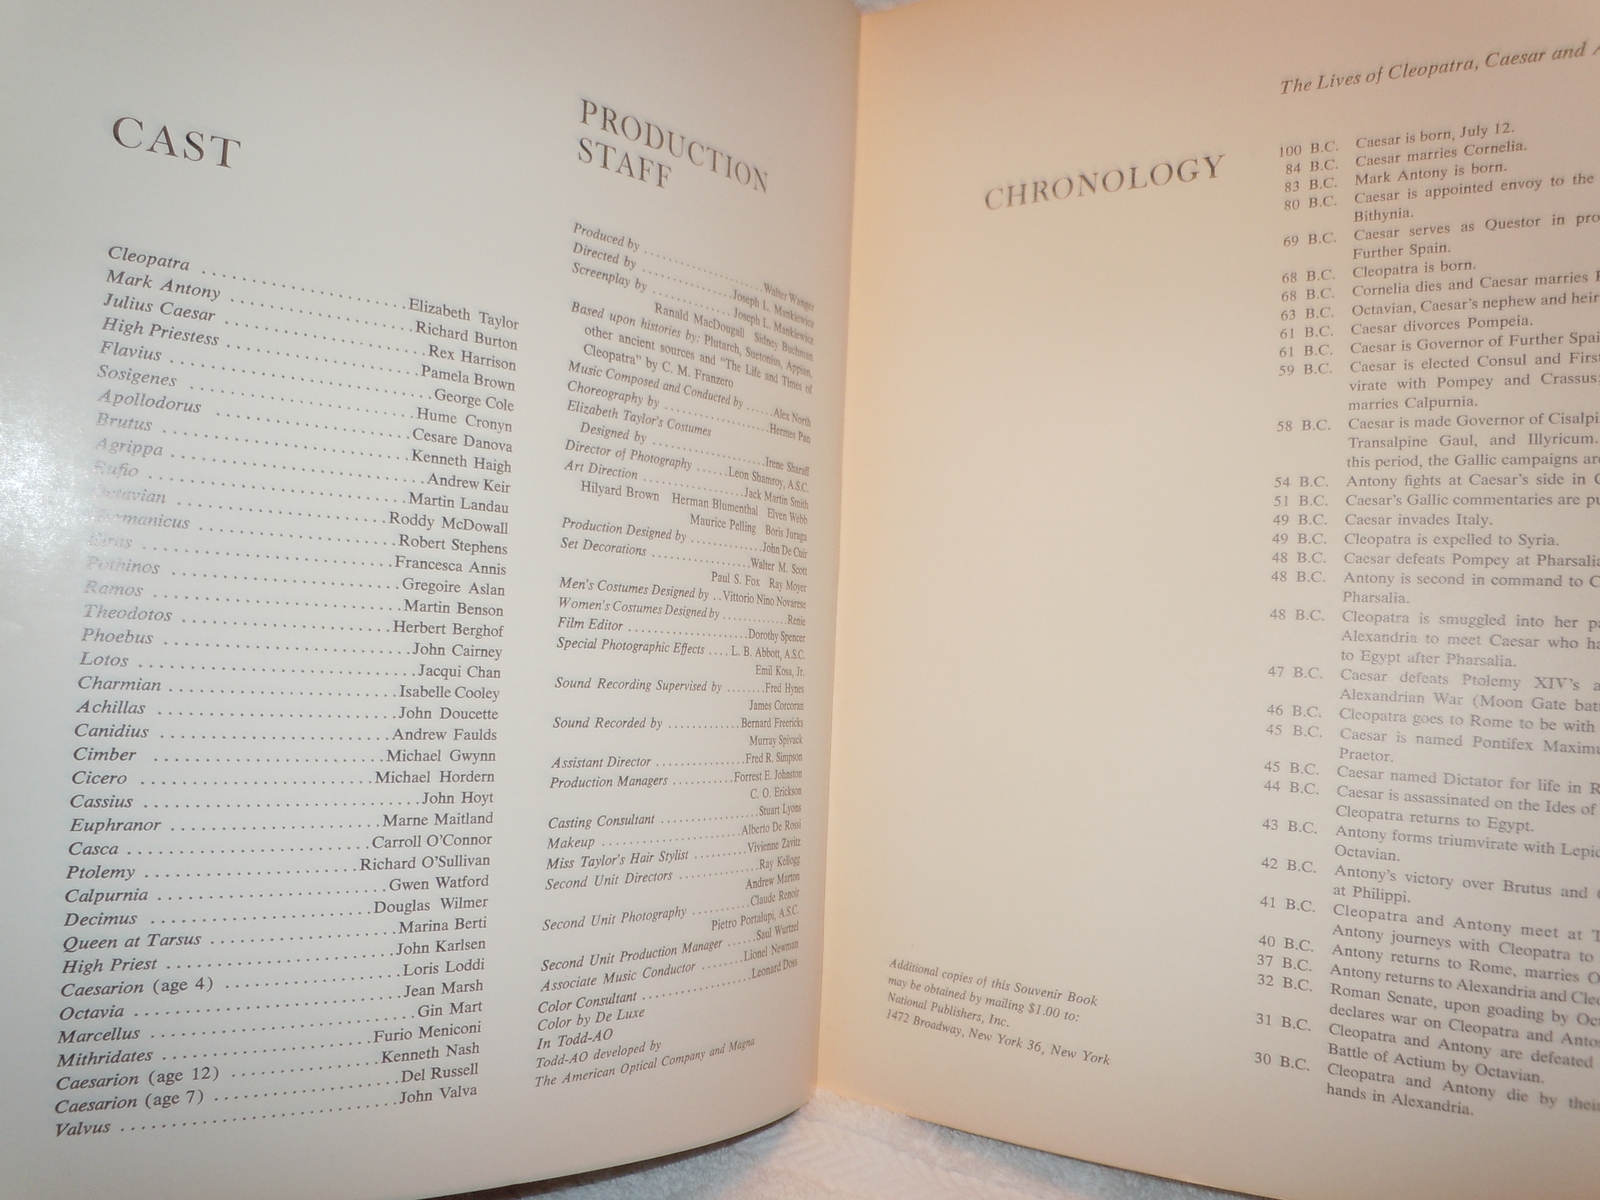 CAST
Cleopatra ........................ Elizabeth Taylor
Mark Antony ........................ Richard Burton
Julius Caesar ........................ Rex Harrison
High Priestess ........................ Pamela Brown
Flavius ........................ George Cole
Sosigenes ........................ Hume Cronyn
Apollodorus ........................ Cesare Danova
Brutus ........................ Kenneth Haigh
Agrippa ........................ Andrew Keir
Rufio ........................ Martin Landau
Octavian ........................ Roddy McDowall
Germanicus ........................ Robert Stephens
Eiras ........................ Francesca Annis
Pothinos ........................ Gregoire Aslan
Ramos ........................ Martin Benson
Theodotos ........................ Herbert Berghof
Phoebus ........................ John Cairney
Lotos ........................ Jacqui Chan
Charmian ........................ Isabelle Cooley
Achillas ........................ John Doucette
Canidius ........................ Andrew Faulds
Cimber ........................ Michael Gwynn
Cicero ........................ Michael Hordern
Cassius ........................ John Hoyt
Euphranor ........................ Marne Maitland
Casca ........................ Carroll O'Connor
Ptolemy ........................ Richard O'Sullivan
Calpurnia ........................ Gwen Watford
Decimus ........................ Douglas Wilmer
Queen at Tarsus ........................ Marina Berti
High Priest ........................ John Karlsen
Caesarion (age 4) ........................ Loris Loddi
Octavia ........................ Jean Marsh
Marcellus ........................ Gin Mart
Mithridates ........................ Furio Meniconi
Caesarion (age 12) ........................ Kenneth Nash
Caesarion (age 7) ........................ Del Russell
Valvus ........................ John Valva
PRODUCTION
STAFF
Produced by ............ Walter Wanger
Directed by ............ Joseph L. Mankiewicz
Screenplay by ............ Joseph L. Mankiewicz
Ranald MacDougall Sidney Buchman
Based upon histories by: Plutarch, Suetonius, Appian,
other ancient sources and "The Life and Times of
Cleopatra" by C. M. Franzero
Music Composed and Conducted by ...... Alex North
Choreography by ............ Hermes Pan
Elizabeth Taylor's Costumes
Designed by ............ Irene Sharaff
Director of Photography ...... Leon Shamroy, A.S.C.
Art Direction ............ Jack Martin Smith
Hilyard Brown Herman Blumenthal Elven Webb
Maurice Pelling Boris Juraga
Production Designed by ............ John De Cuir
Set Decorations ............ Walter M. Scott
Paul S. Fox Ray Moyer
Men's Costumes Designed by .. Vittorio Nino Novarese
Women's Costumes Designed by ............ Renie
Film Editor ............ Dorothy Spencer
Special Photographic Effects .... L. B. Abbott, A.S.C.
Emil Kosa, Jr.
Sound Recording Supervised by ........ Fred Hynes
James Corcoran
Sound Recorded by ............ Bernard Freericks
Murray Spivack
Assistant Director ............ Fred R. Simpson
Production Managers ............ Forrest E. Johnston
C. O. Erickson
Casting Consultant ............ Stuart Lyons
Makeup ............ Alberto De Rossi
Miss Taylor's Hair Stylist .......... Vivienne Zavitz
Second Unit Directors ............ Ray Kellogg
Andrew Marton
Second Unit Photography ............ Claude Renoir
Pietro Portalupi, A.S.C.
Second Unit Production Manager ...... Saul Wurtzel
Associate Music Conductor ........ Lionel Newman
Color Consultant ............ Leonard Doss
Color by De Luxe
In Todd-AO
Todd-AO developed by
The American Optical Company and Magna
CHRONOLOGY
Additional copies of this Souvenir Book
may be obtained by mailing $1.00 to:
National Publishers, Inc.
1472 Broadway, New York 36, New York
The Lives of Cleopatra, Caesar and
100 B.C. Caesar is born, July 12.
84 B.C. Caesar marries Cornelia.
83 B.C. Mark Antony is born.
80 B.C. Caesar is appointed envoy to the
Bithynia.
69 B.C. Caesar serves as Questor in
Further Spain.
68 B.C. Cleopatra is born.
68 B.C. Cornelia dies and Caesar marries
63 B.C. Octavian, Caesar's nephew and heir
61 B.C. Caesar divorces Pompeia.
61 B.C. Caesar is Governor of Further
59 B.C. Caesar is elected Consul and
virate with Pompey and Crassus;
marries Calpurnia.
58 B.C. Caesar is made Governor of
Transalpine Gaul, and Illyricum.
this period, the Gallic campaigns
54 B.C. Antony fights at Caesar's side in
51 B.C. Caesar's Gallic commentaries are
49 B.C. Caesar invades Italy.
49 B.C. Cleopatra is expelled to Syria.
48 B.C. Caesar defeats Pompey at
48 B.C. Antony is second in command to
Pharsalia.
48 B.C. Cleopatra is smuggled into her
Alexandria to meet Caesar who
to Egypt after Pharsalia.
47 B.C. Caesar defeats Ptolemy XIV's
Alexandrian War (Moon Gate
46 B.C. Cleopatra goes to Rome to be with
45 B.C. Caesar is named Pontifex
Praetor.
45 B.C. Caesar named Dictator for life in
44 B.C. Caesar is assassinated on the Ides of
Cleopatra returns to Egypt.
43 B.C. Antony forms triumvirate with
Octavian.
42 B.C. Antony's victory over Brutus and
at Philippi.
41 B.C. Cleopatra and Antony meet at
Antony journeys with Cleopatra to
40 B.C. Antony returns to Rome, marries
37 B.C. Antony returns to Alexandria and
32 B.C. Roman Senate, upon goading by
declares war on Cleopatra and
31 B.C. Cleopatra and Antony are defeated
Battle of Actium by Octavian.
30 B.C. Cleopatra and Antony die by
hands in Alexandria.